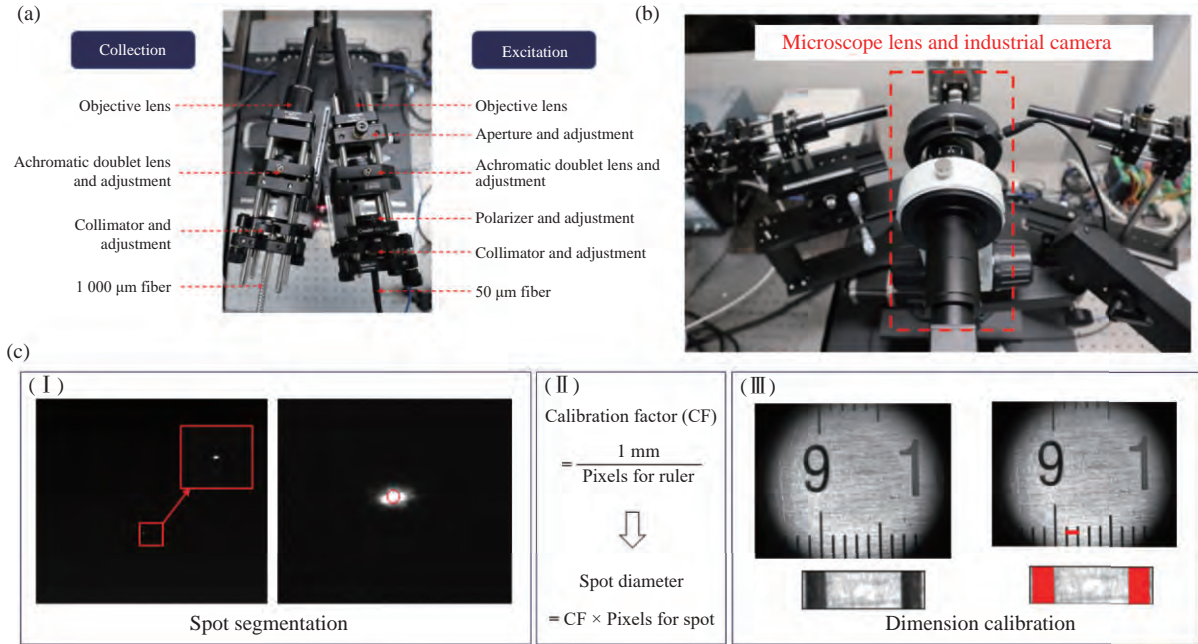 (a)
Collection
Excitation
Objective lens
Achromatic doublet lens
and adjustment
Collimator and
adjustment
1 000 μm fiber
Objective lens
Aperture and adjustment
Achromatic doublet lens and
adjustment
Polarizer and adjustment
Collimator and adjustment
50 μm fiber
(b)
Microscope lens and industrial camera
(c)
(Ⅰ)
Spot segmentation
(Ⅱ)
Calibration factor (CF)
= 1 mm
Pixels for ruler
Spot diameter
= CF × Pixels for spot
(Ⅲ)
9 1
9 1
Dimension calibration